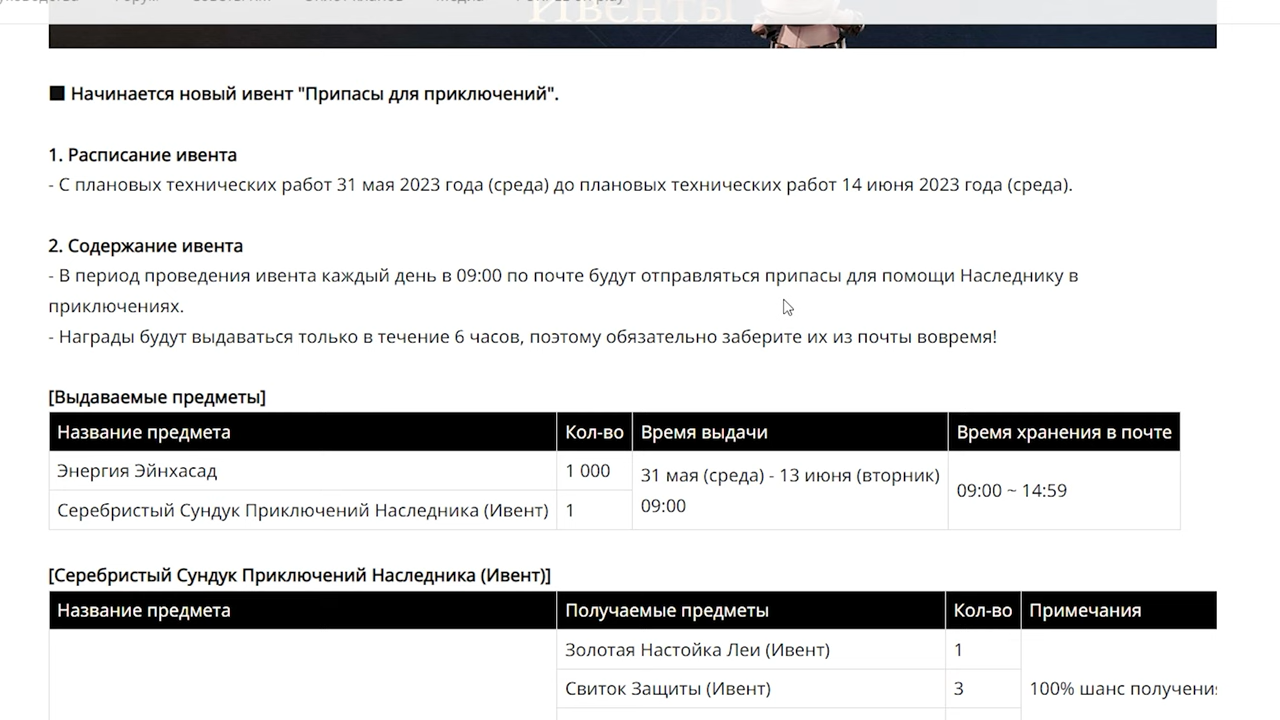 Ивенты
■ Начинается новый ивент "Припасы для приключений".
1. Расписание ивента
- С плановых технических работ 31 мая 2023 года (среда) до плановых технических работ 14 июня 2023 года (среда).
2. Содержание ивента
- В период проведения ивента каждый день в 09:00 по почте будут отправляться припасы для помощи Наследнику в
приключениях.
- Награды будут выдаваться только в течение 6 часов, поэтому обязательно заберите их из почты вовремя!
[Выдаваемые предметы]
Название предмета Кол-во Время выдачи Время хранения в почте
Энергия Эйнхасад 1 000 31 мая (среда) - 13 июня (вторник)
09:00 09:00 ~ 14:59
Серебристый Сундук Приключений Наследника (Ивент) 1
[Серебристый Сундук Приключений Наследника (Ивент)]
Название предмета Получаемые предметы Кол-во Примечания
Золотая Настойка Леи (Ивент) 1
Свиток Защиты (Ивент) 3 100% шанс получени